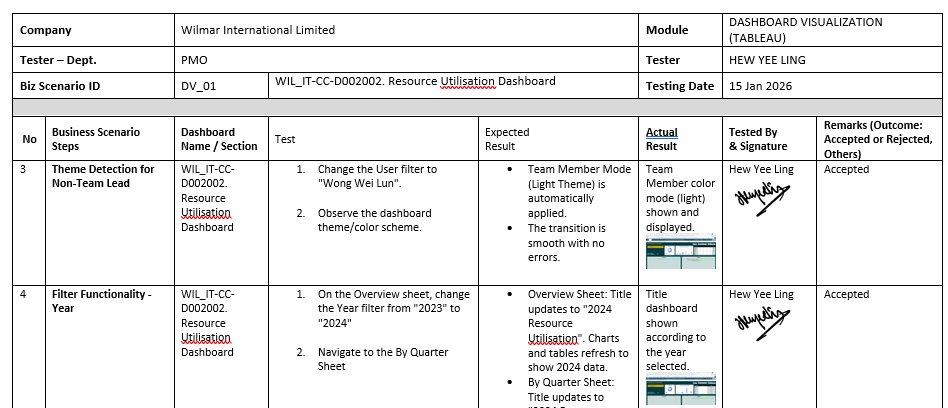 Company Wilmar International Limited Module DASHBOARD VISUALIZATION
(TABLEAU)
Tester – Dept. PMO Tester HEW YEE LING
Biz Scenario ID DV_01 WIL_IT-CC-D002002. Resource Utilisation Dashboard Testing Date 15 Jan 2026
No
Business Scenario
Steps
Dashboard
Name / Section
Test
Expected
Result
Actual
Result
Tested By
& Signature
Remarks (Outcome:
Accepted or Rejected,
Others)
3
Theme Detection for
Non-Team Lead
WIL_IT-CC-
D002002.
Resource
Utilisation
Dashboard
1. Change the User filter to
"Wong Wei Lun".
2. Observe the dashboard
theme/color scheme.
• Team Member Mode
(Light Theme) is
automatically
applied.
• The transition is
smooth with no
errors.
Team
Member color
mode (light)
shown and
displayed.
Hew Yee Ling
Accepted
4
Filter Functionality -
Year
WIL_IT-CC-
D002002.
Resource
Utilisation
Dashboard
1. On the Overview sheet, change
the Year filter from "2023" to
"2024"
2. Navigate to the By Quarter
Sheet
• Overview Sheet: Title
updates to "2024
Resource
Utilisation". Charts
and tables refresh to
show 2024 data.
• By Quarter Sheet:
Title updates to
Title
dashboard
shown
according to
the year
selected.
Hew Yee Ling
Accepted